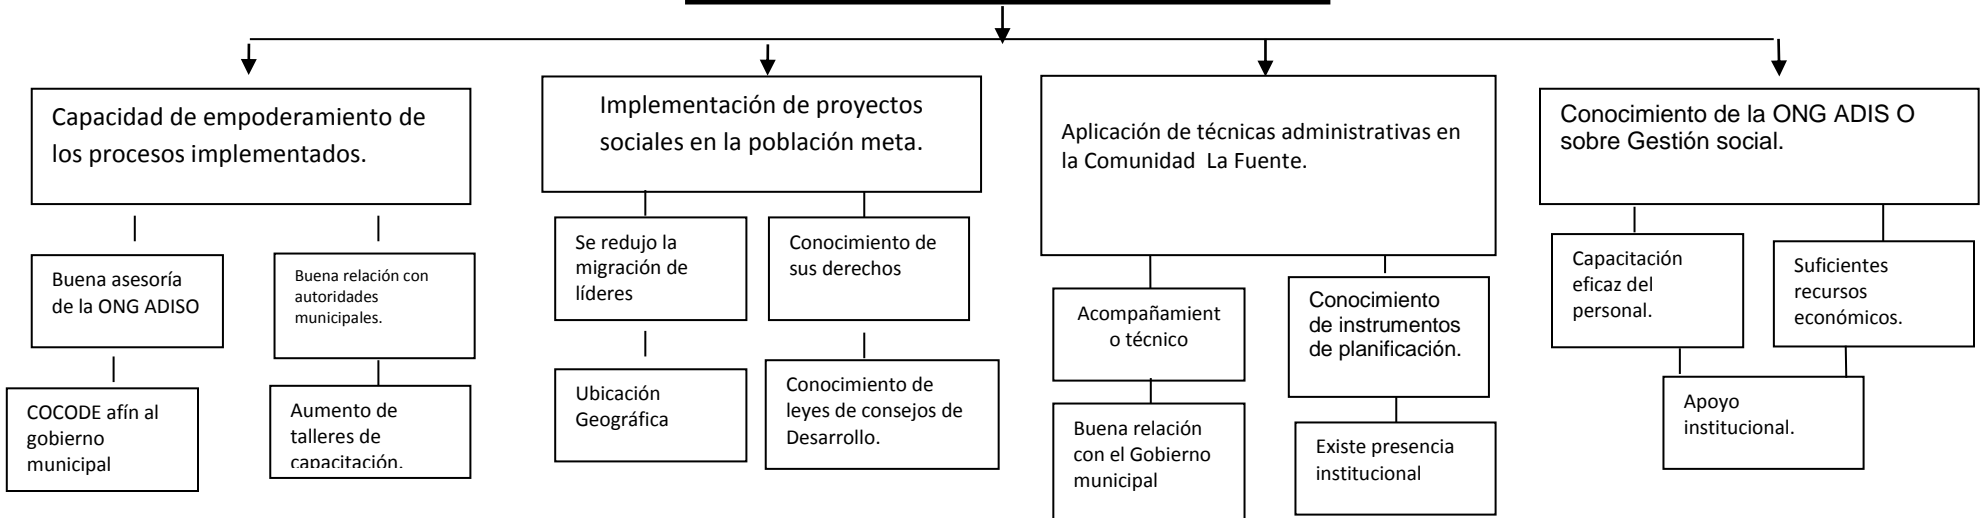 Capacidad de empoderamiento de
los procesos implementados.
Implementación de proyectos
sociales en la población meta.
Aplicación de técnicas administrativas en
la Comunidad La Fuente.
Conocimiento de la ONG ADIS O
sobre Gestión social.
Buena asesoría
de la ONG ADISO
Buena relación con
autoridades
municipales.
Se redujo la
migración de
líderes
Conocimiento de
sus derechos
Acompañamient
o técnico
Conocimiento
de instrumentos
de planificación.
Capacitación
eficaz del
personal.
Suficientes
recursos
económicos.
COCODE afín al
gobierno
municipal
Aumento de
talleres de
capacitación.
Ubicación
Geográfica
Conocimiento de
leyes de consejos de
Desarrollo.
Buena relación
con el Gobierno
municipal
Existe presencia
institucional
Apoyo
institucional.